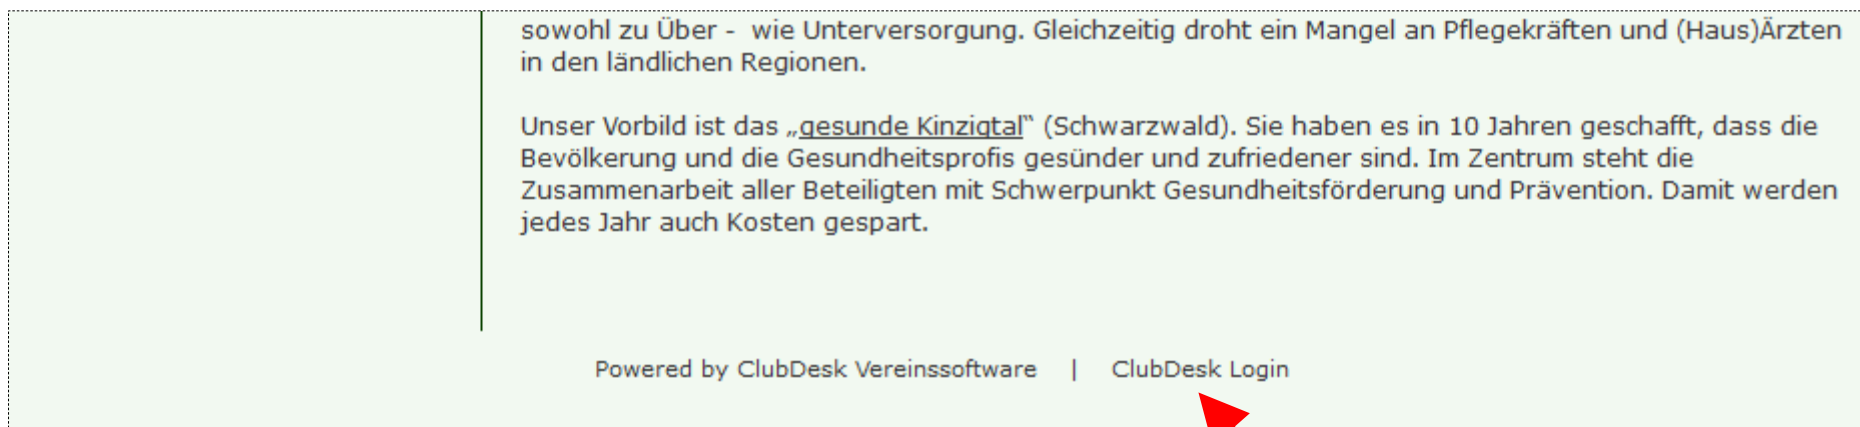 sowohl zu Über -  wie Unterversorgung. Gleichzeitig droht ein Mangel an Pflegekräften und (Haus)Ärzten
in den ländlichen Regionen.
Unser Vorbild ist das „gesunde Kinzigtal“ (Schwarzwald). Sie haben es in 10 Jahren geschafft, dass die
Bevölkerung und die Gesundheitsprofis gesünder und zufriedener sind. Im Zentrum steht die
Zusammenarbeit aller Beteiligten mit Schwerpunkt Gesundheitsförderung und Prävention. Damit werden
jedes Jahr auch Kosten gespart.
Powered by ClubDesk Vereinssoftware | ClubDesk Login